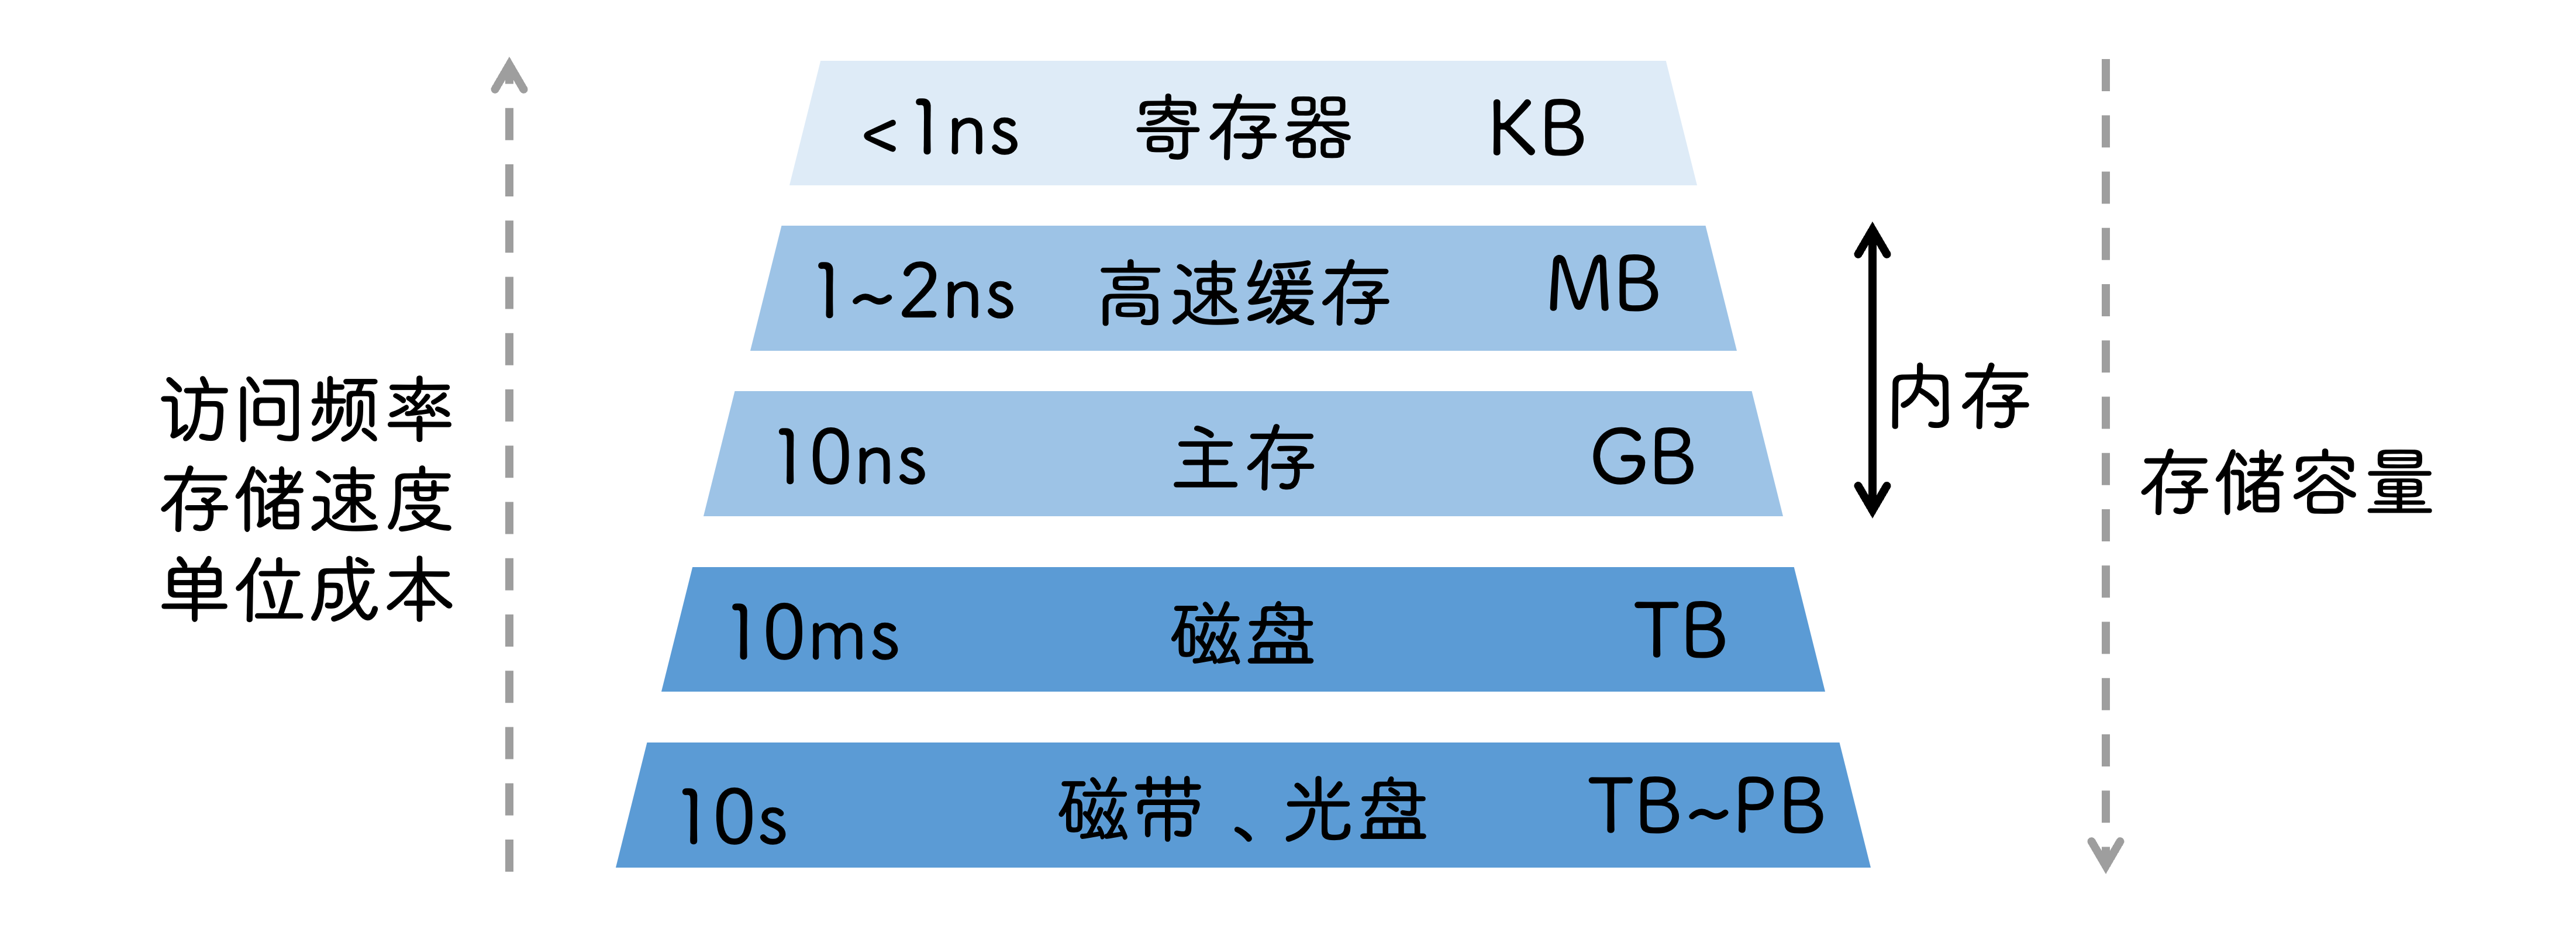 <1ns 寄存器 KB
1~2ns 高速缓存 MB
10ns 主存 GB
10ms 磁盘 TB
10s 磁带、光盘 TB~PB
访问频率
存储速度
单位成本
内存
存储容量